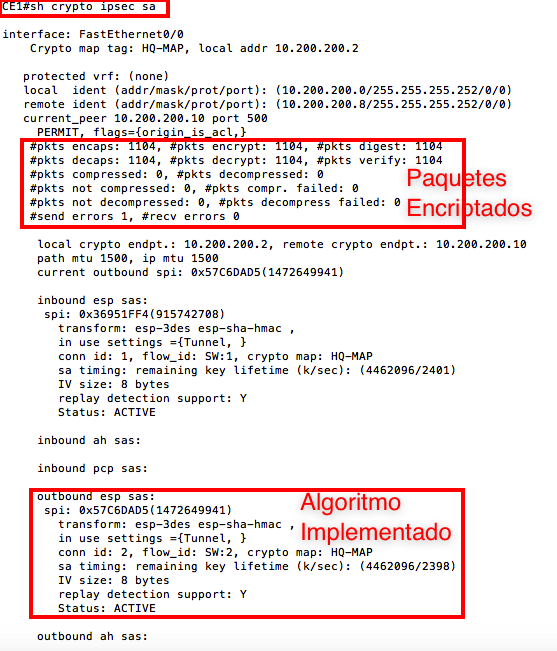 CE1#sh crypto ipsec sa
interface: FastEthernet0/0
Crypto map tag: HQ-MAP, local addr 10.200.200.2
protected vrf: (none)
local  ident (addr/mask/prot/port): (10.200.200.0/255.255.255.252/0/0)
remote ident (addr/mask/prot/port): (10.200.200.8/255.255.255.252/0/0)
current_peer 10.200.200.10 port 500
PERMIT, flags={origin_is_acl,}
#pkts encaps: 1104, #pkts encrypt: 1104, #pkts digest: 1104
#pkts decaps: 1104, #pkts decrypt: 1104, #pkts verify: 1104
#pkts compressed: 0, #pkts decompressed: 0
#pkts not compressed: 0, #pkts compr. failed: 0
#pkts not decompressed: 0, #pkts decompress failed: 0
#send errors 1, #recv errors 0
Paquetes
Encriptados
local crypto endpt.: 10.200.200.2, remote crypto endpt.: 10.200.200.10
path mtu 1500, ip mtu 1500
current outbound spi: 0x57C6DAD5(1472649941)
inbound esp sas:
spi: 0x36951FF4(915742708)
transform: esp-3des esp-sha-hmac ,
in use settings ={Tunnel, }
conn id: 1, flow_id: SW:1, crypto map: HQ-MAP
sa timing: remaining key lifetime (k/sec): (4462096/2401)
IV size: 8 bytes
replay detection support: Y
Status: ACTIVE
inbound ah sas:
inbound pcp sas:
outbound esp sas:
spi: 0x57C6DAD5(1472649941)
transform: esp-3des esp-sha-hmac ,
in use settings ={Tunnel, }
conn id: 2, flow_id: SW:2, crypto map: HQ-MAP
sa timing: remaining key lifetime (k/sec): (4462096/2398)
IV size: 8 bytes
replay detection support: Y
Status: ACTIVE
Algoritmo
Implementado
outbound ah sas: